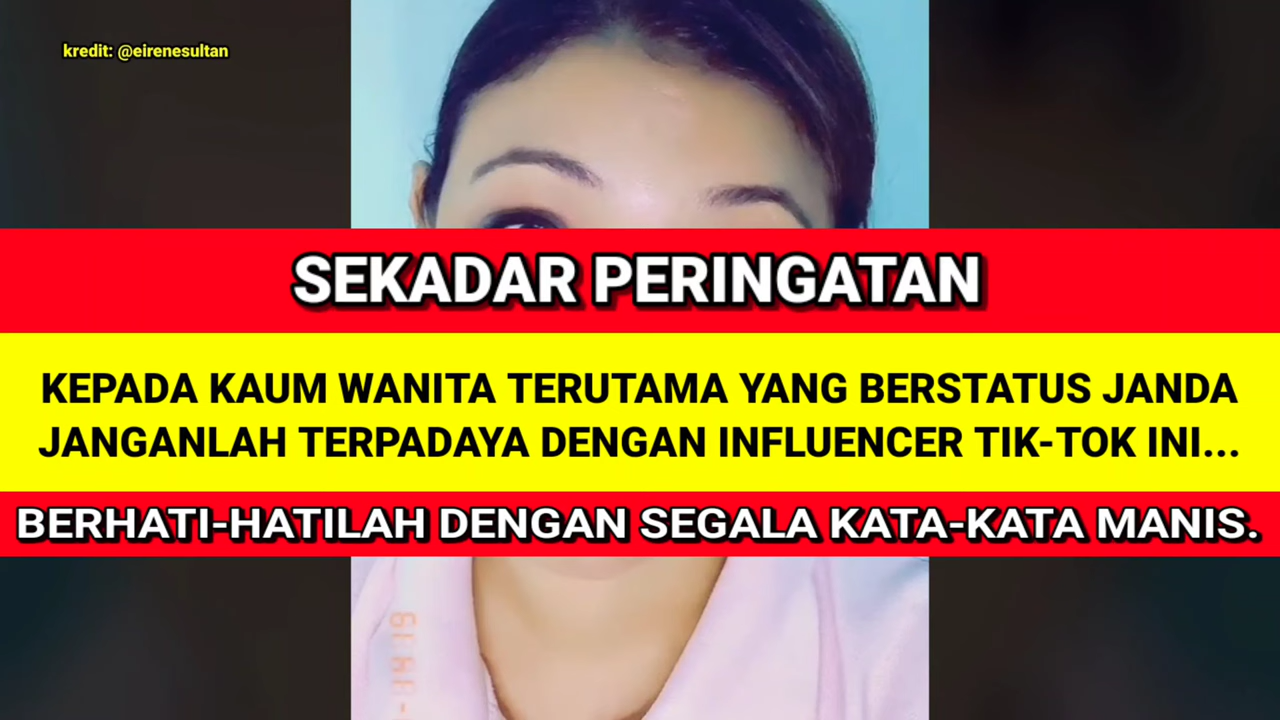 kredit: @eirenesultan
SEKADAR PERINGATAN
KEPADA KAUM WANITA TERUTAMA YANG BERSTATUS JANDA
JANGANLAH TERPADAYA DENGAN INFLUENCER TIK-TOK INI...
BERHATI-HATILAH DENGAN SEGALA KATA-KATA MANIS.